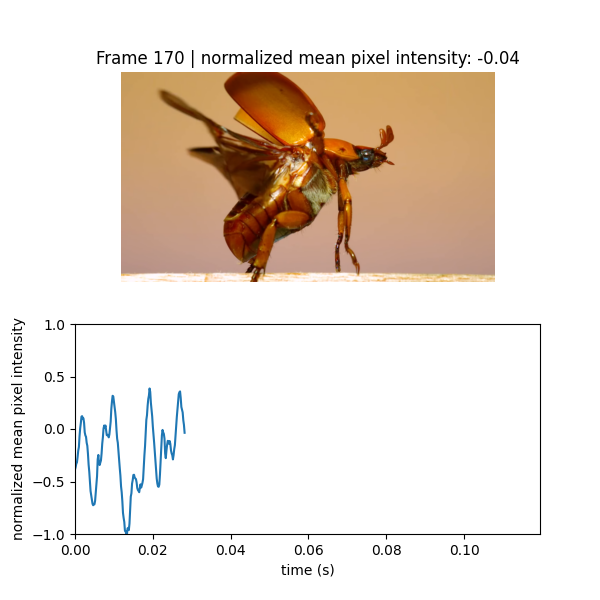 Frame 170 | normalized mean pixel intensity: -0.04
normalized mean pixel intensity
1.0
0.5
0.0
−0.5
−1.0
0.00 0.02 0.04 0.06 0.08 0.10
time (s)